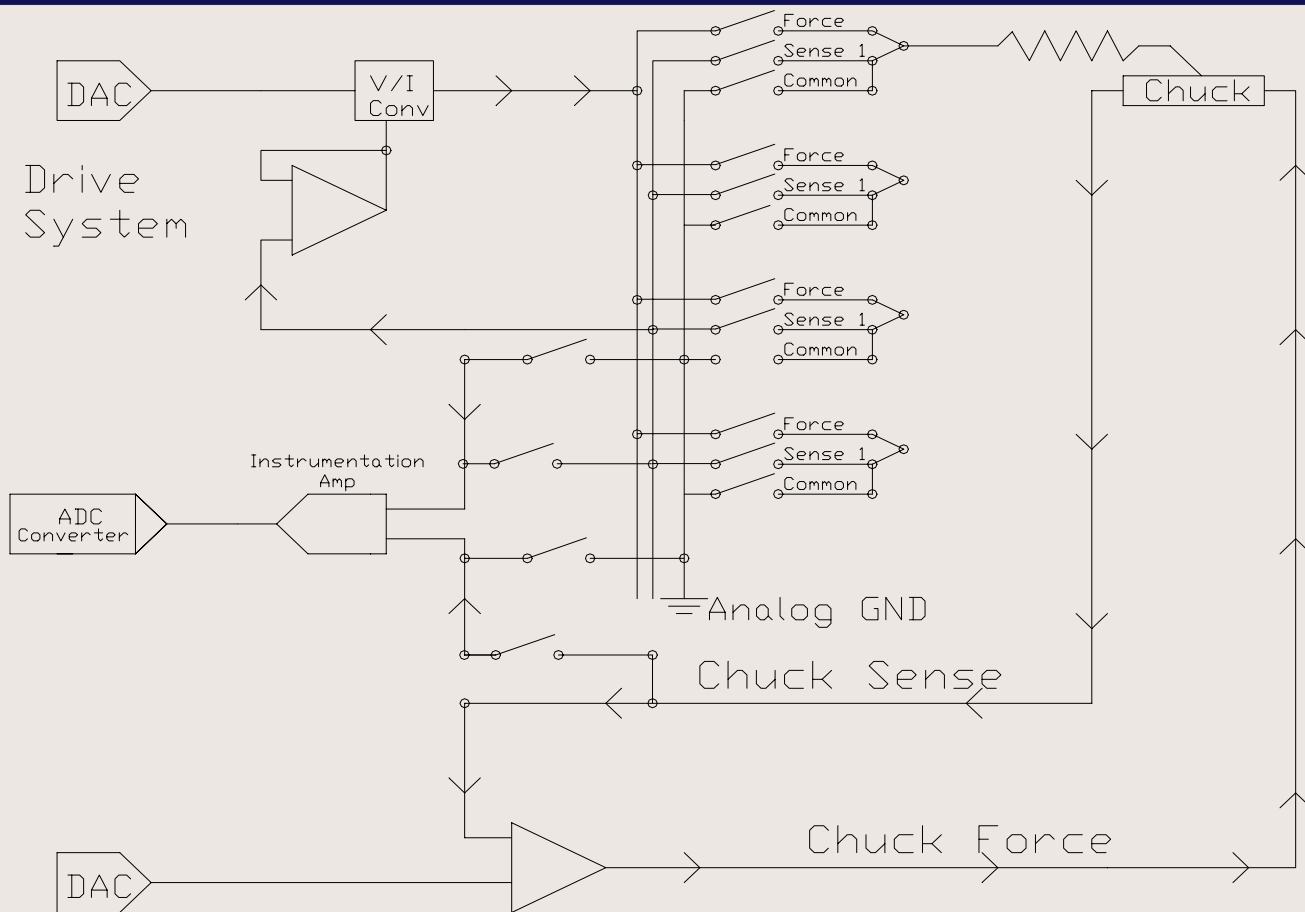 Force
Sense 1
Common
DAC
V/I
Conv
Chuck
Drive
System
Force
Sense 1
Common
Force
Sense 1
Common
Force
Sense 1
Common
Instrumentation
Amp
ADC
Converter
Analog GND
Chuck Sense
Chuck Force
DAC